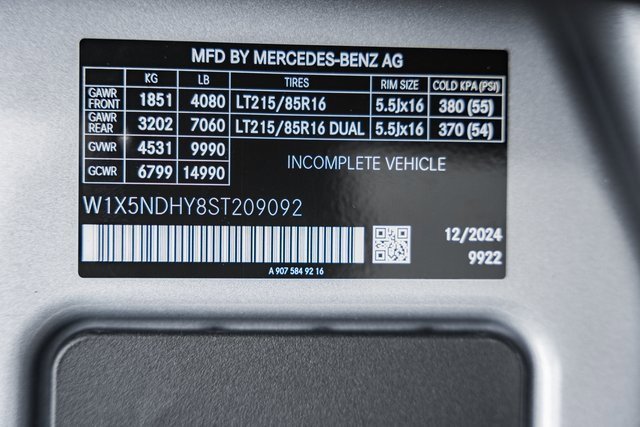 MFD BY MERCEDES-BENZ AG
KG LB TIRES RIM SIZE COLD KPA (PSI)
GAWR FRONT 1851 4080 LT215/85R16 5.5Jx16 380 (55)
GAWR REAR 3202 7060 LT215/85R16 DUAL 5.5Jx16 370 (54)
GVWR 4531 9990
GCWR 6799 14990
INCOMPLETE VEHICLE
W1X5NDHY8ST209092
12/2024
9922
A 907 584 92 16